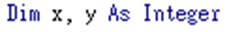 Dim x, y As Integer